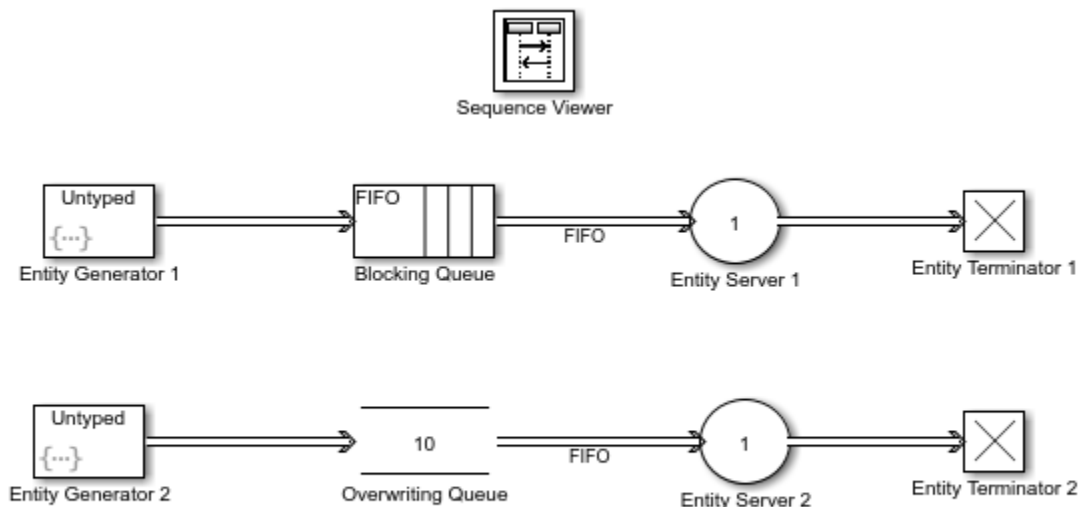 Sequence Viewer
Untyped
{...}
Entity Generator 1
FIFO
Blocking Queue
FIFO
1
Entity Server 1
Entity Terminator 1
Untyped
{...}
Entity Generator 2
10
Overwriting Queue
FIFO
1
Entity Server 2
Entity Terminator 2